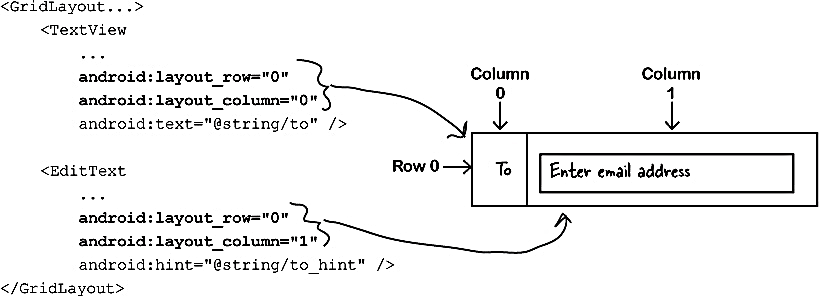 <GridLayout...>
<TextView
...
android:layout_row="0"
android:layout_column="0"
android:text="@string/to" />
<EditText
...
android:layout_row="0"
android:layout_column="1"
android:hint="@string/to_hint" />
</GridLayout>
Column
0
Column
1
Row 0
To
Enter email address